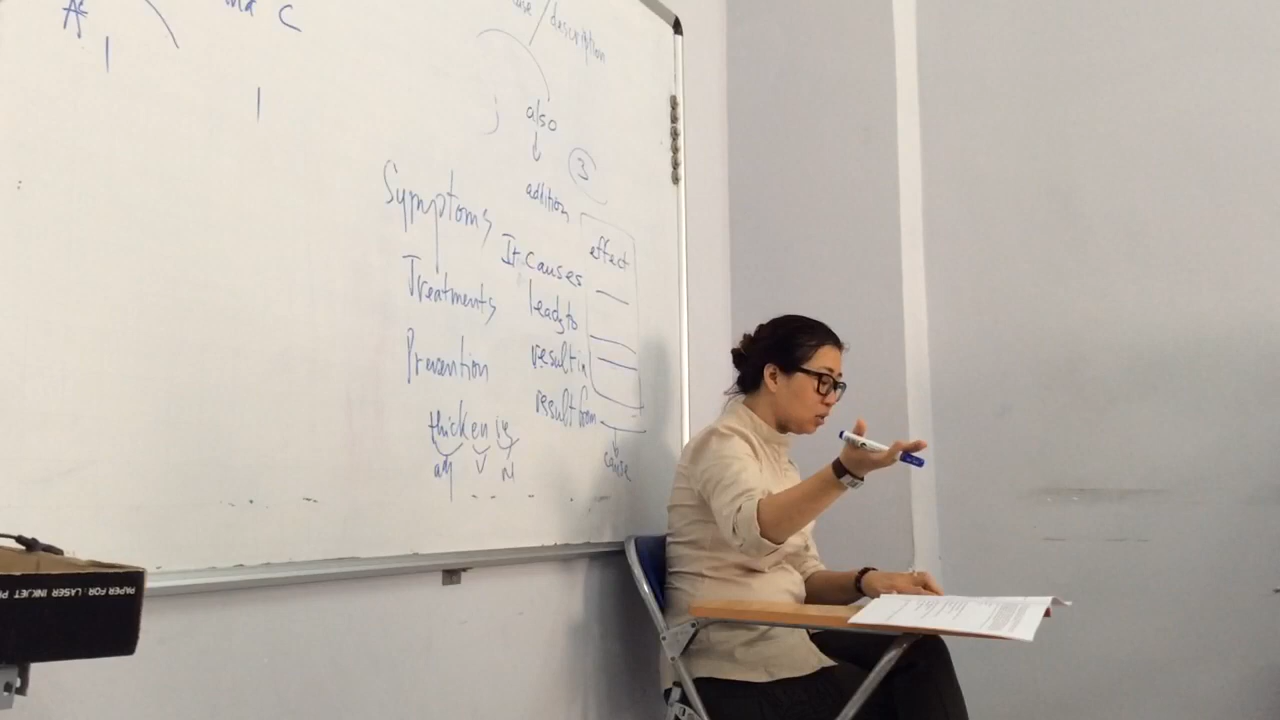 C
/description
also
3
addition
Symptoms
effect
It causes
Treatments
leads to
Prevention
result in
result from
thickening
adj V N
cause
PAPER FOR: LASER INKJET